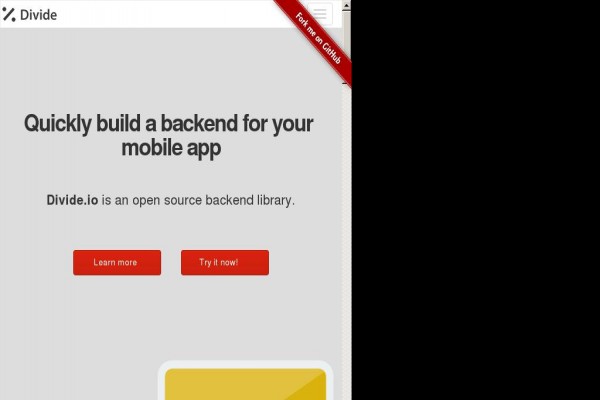 Divide
Fork me on GitHub
Quickly build a backend for your
mobile app
Divide.io is an open source backend library.
Learn more
Try it now!